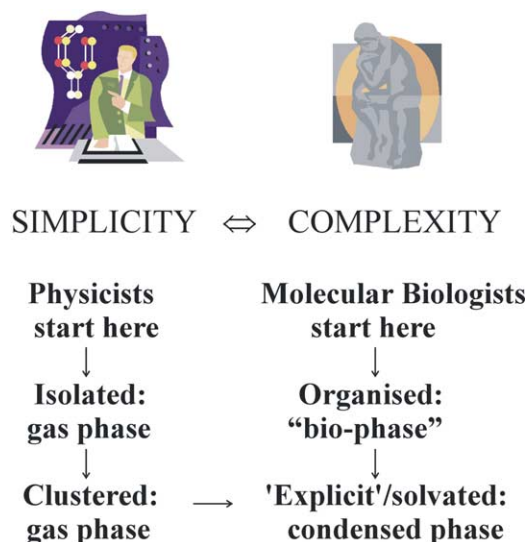 SIMPLICITY ⇔ COMPLEXITY
Physicists
start here
↓
Isolated:
gas phase
↓
Clustered:
gas phase
→
Molecular Biologists
start here
↓
Organised:
“bio-phase”
↓
'Explicit'/solvated:
condensed phase